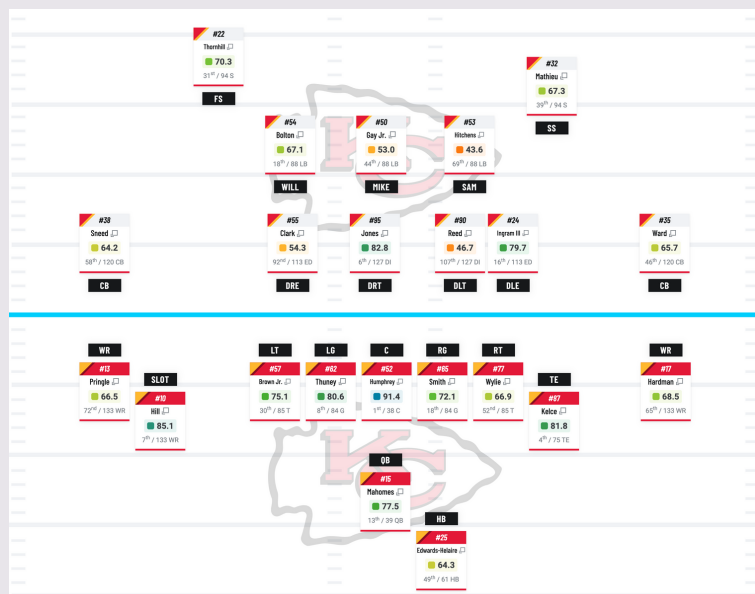 #22
Thornhill
70.3
31st / 94 S
FS
#32
Mathieu
67.3
39th / 94 S
SS
#54
Bolton
67.1
18th / 88 LB
WILL
#50
Gay Jr.
53.0
44th / 88 LB
MIKE
#53
Hitchens
43.6
69th / 88 LB
SAM
#38
Sneed
64.2
58th / 120 CB
CB
#55
Clark
54.3
92nd / 113 ED
DRE
#95
Jones
82.8
6th / 127 DI
DRT
#90
Reed
46.7
107th / 127 DI
DLT
#24
Ingram III
79.7
16th / 113 ED
DLE
#35
Ward
65.7
46th / 120 CB
CB
WR
#13
Pringle
66.5
72nd / 133 WR
SLOT
#10
Hill
85.1
7th / 133 WR
LT
#57
Brown Jr.
75.1
30th / 85 T
LG
#62
Thuney
80.6
8th / 84 G
C
#52
Humphrey
91.4
1st / 38 C
RG
#65
Smith
72.1
18th / 84 G
RT
#77
Wylie
66.9
52nd / 85 T
TE
#87
Kelce
81.8
4th / 75 TE
WR
#17
Hardman
68.5
65th / 133 WR
QB
#15
Mahomes
77.5
13th / 39 QB
HB
#25
Edwards-Helaire
64.3
49th / 61 HB
KC
KC